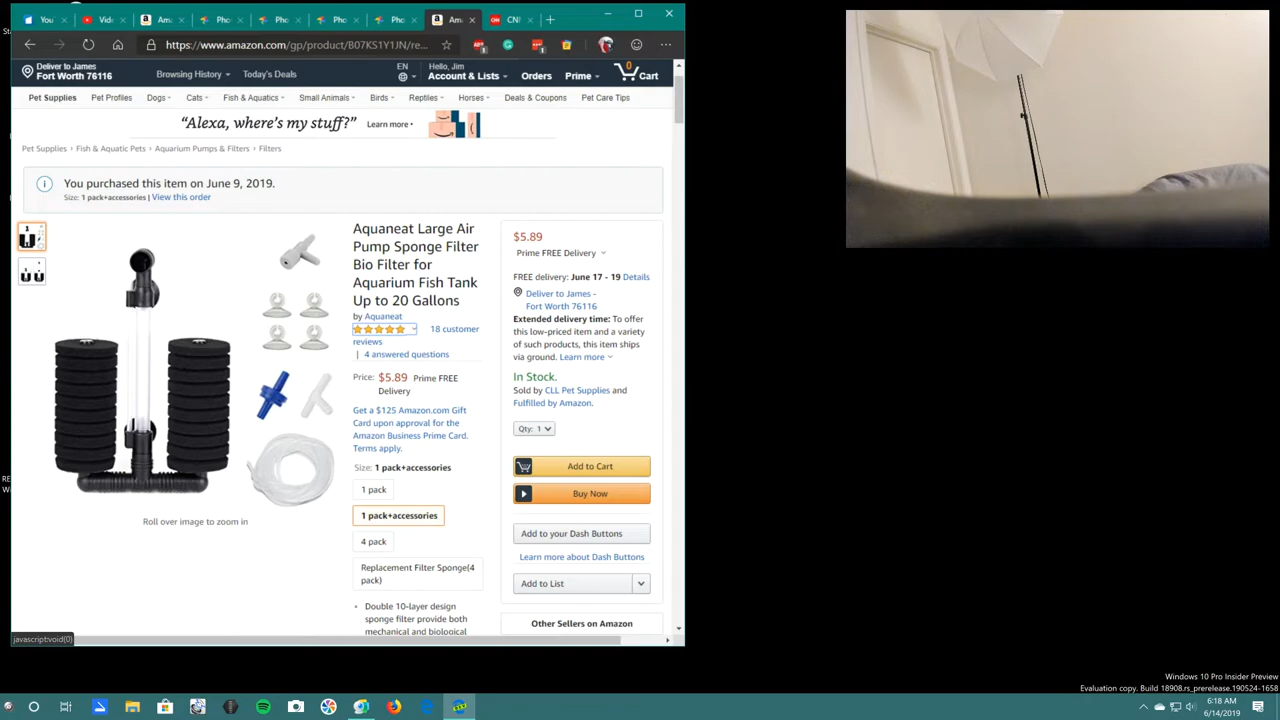 You
Vide
Ama
Pho
Pho
Pho
Pho
Ama
CNN
https://www.amazon.com/gp/product/B07KS1Y1JN/re...
Deliver to James
Fort Worth 76116
Browsing History
Today's Deals
EN
Hello, Jim
Account & Lists
Orders
Prime
0
Cart
Pet Supplies
Pet Profiles
Dogs
Cats
Fish & Aquatics
Small Animals
Birds
Reptiles
Horses
Deals & Coupons
Pet Care Tips
“Alexa, where’s my stuff?”
Learn more
Pet Supplies › Fish & Aquatic Pets › Aquarium Pumps & Filters › Filters
You purchased this item on June 9, 2019.
Size: 1 pack+accessories | View this order
Aquaneat Large Air
Pump Sponge Filter
Bio Filter for
Aquarium Fish Tank
Up to 20 Gallons
by Aquaneat
18 customer
reviews
| 4 answered questions
Price: $5.89 Prime FREE
Delivery
Get a $125 Amazon.com Gift
Card upon approval for the
Amazon Business Prime Card.
Terms apply.
Size: 1 pack+accessories
1 pack
1 pack+accessories
4 pack
Replacement Filter Sponge(4
pack)
Double 10-layer design
sponge filter provide both
mechanical and biological
Roll over image to zoom in
$5.89
Prime FREE Delivery
FREE delivery: June 17 - 19 Details
Deliver to James -
Fort Worth 76116
Extended delivery time: To offer
this low-priced item and a variety
of such products, this item ships
via ground. Learn more
In Stock.
Sold by CLL Pet Supplies and
Fulfilled by Amazon.
Qty: 1
Add to Cart
Buy Now
Add to your Dash Buttons
Learn more about Dash Buttons
Add to List
Other Sellers on Amazon
javascript:void(0)
Windows 10 Pro Insider Preview
Evaluation copy. Build 18908.rs_prerelease.190524-1658
6:18 AM
6/14/2019